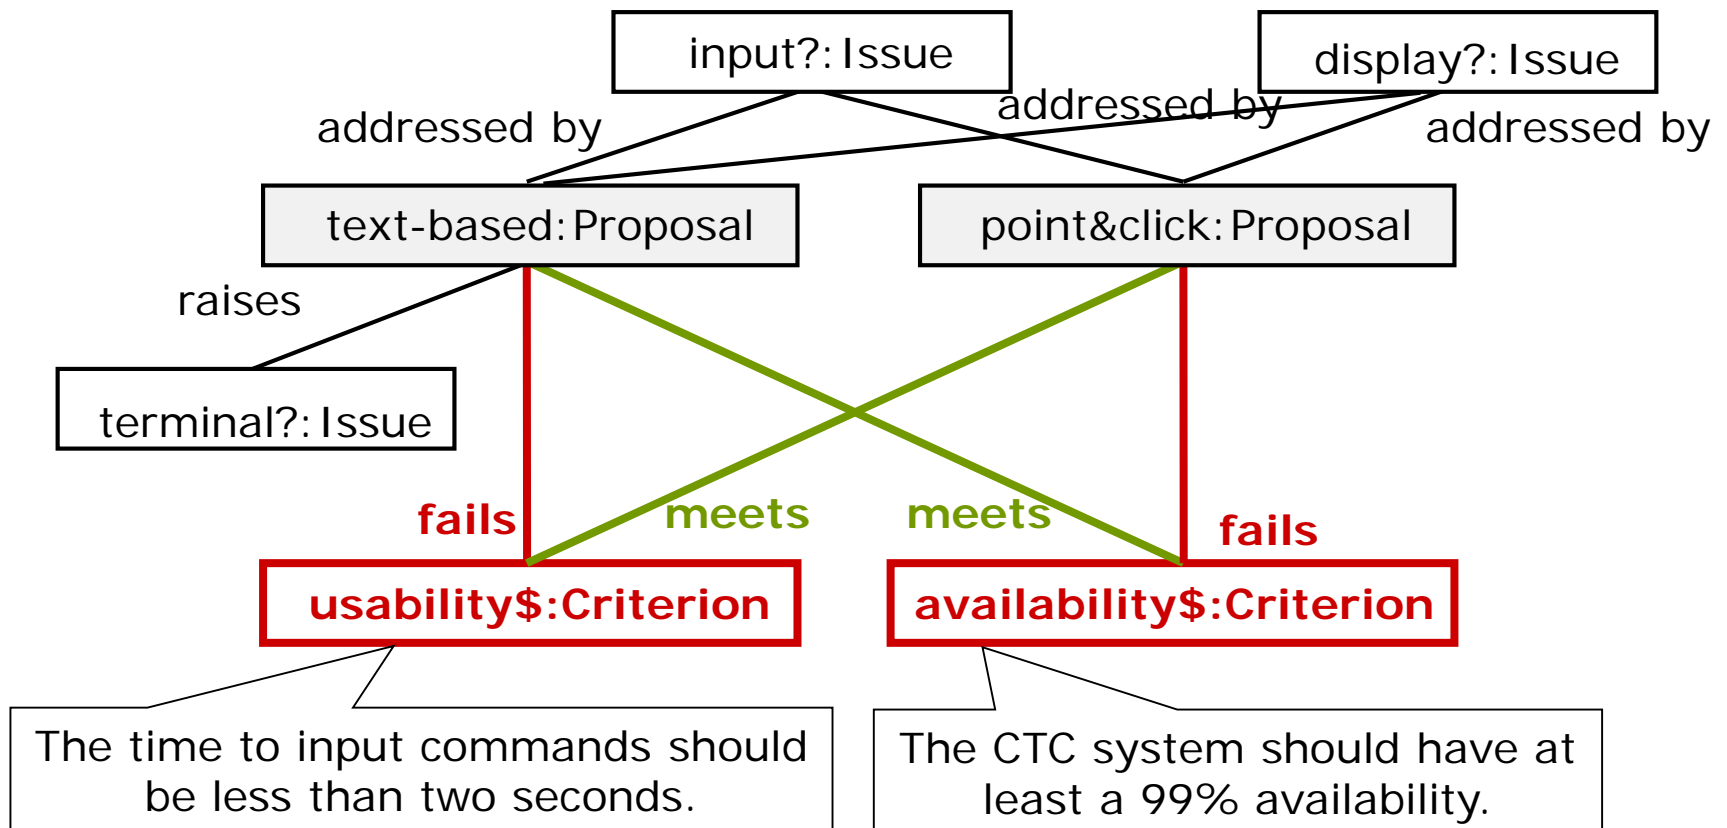 input?:Issue
display?:Issue
addressed by
addressed by
addressed by
text-based:Proposal
point&click:Proposal
raises
terminal?:Issue
fails
meets
meets
fails
usability$:Criterion
availability$:Criterion
The time to input commands should
be less than two seconds.
The CTC system should have at
least a 99% availability.